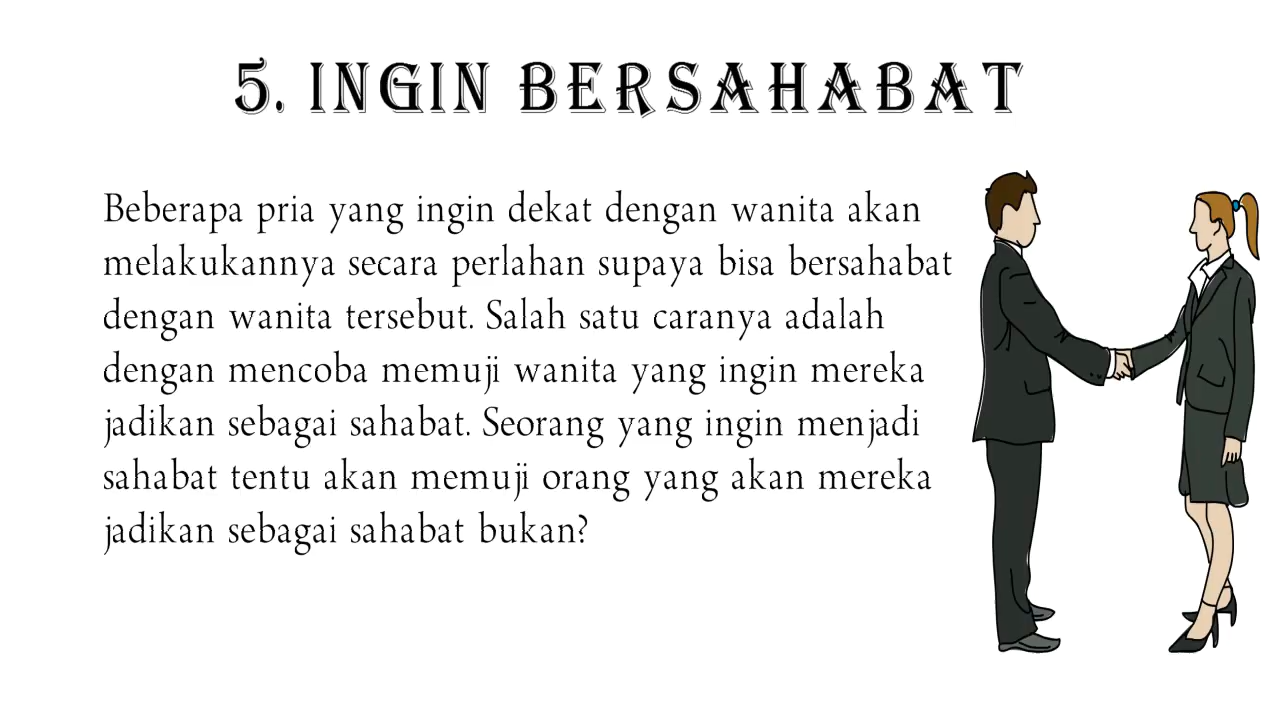 5. INGIN BERSAHABAT
Beberapa pria yang ingin dekat dengan wanita akan
melakukannya secara perlahan supaya bisa bersahabat
dengan wanita tersebut. Salah satu caranya adalah
dengan mencoba memuji wanita yang ingin mereka
jadikan sebagai sahabat. Seorang yang ingin menjadi
sahabat tentu akan memuji orang yang akan mereka
jadikan sebagai sahabat bukan?